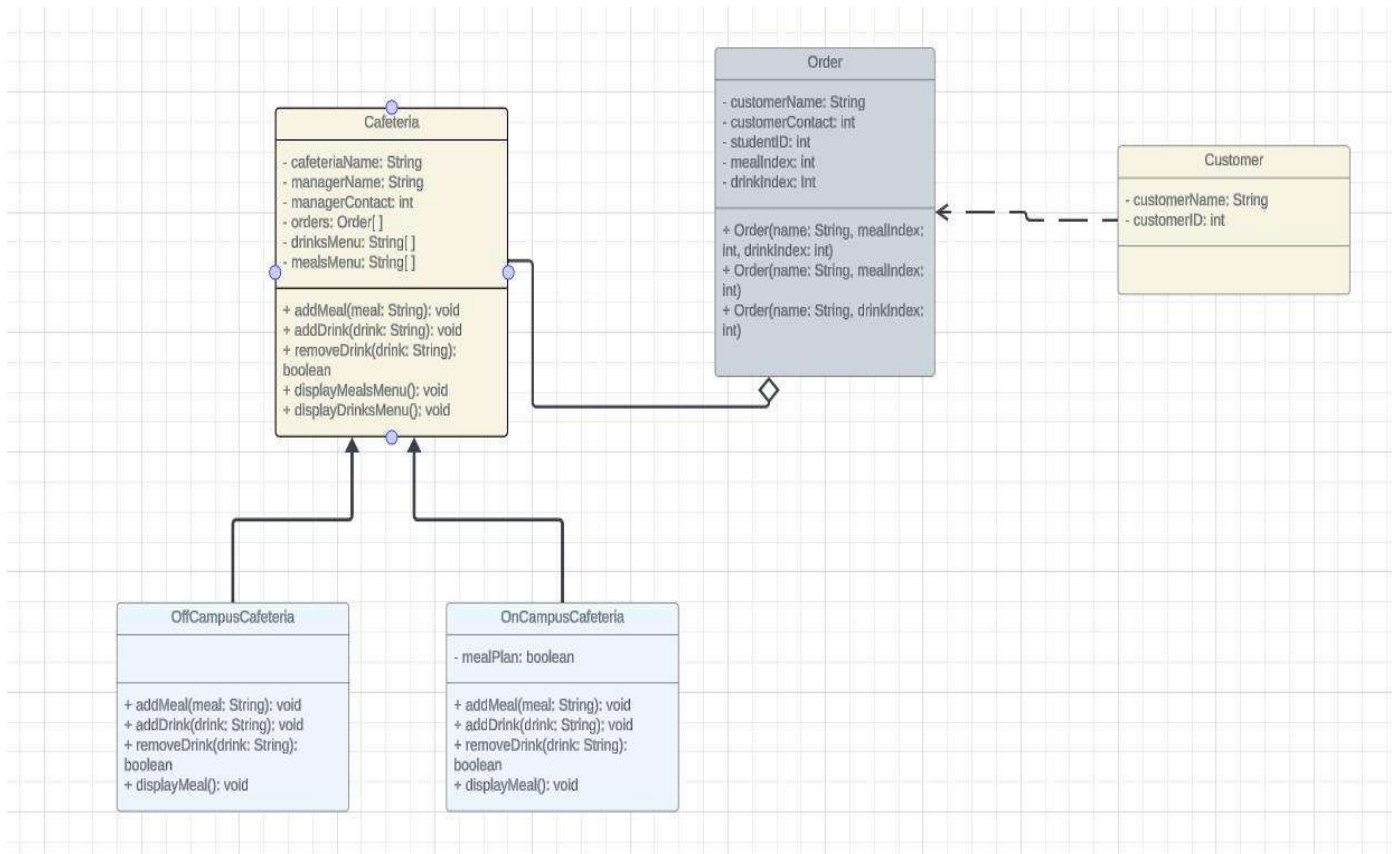 Order
- customerName: String
- customerContact: int
- studentID: int
- mealIndex: int
- drinkIndex: Int
+ Order(name: String, mealIndex:
int, drinkIndex: int)
+ Order(name: String, mealIndex:
int)
+ Order(name: String, drinkIndex:
int)
Cafeteria
- cafeteriaName: String
- managerName: String
- managerContact: int
- orders: Order[ ]
- drinksMenu: String[ ]
- mealsMenu: String[ ]
+ addMeal(meal: String): void
+ addDrink(drink: String): void
+ removeDrink(drink: String):
boolean
+ displayMealsMenu(): void
+ displayDrinksMenu(): void
Customer
- customerName: String
- customerID: int
OffCampusCafeteria
+ addMeal(meal: String): void
+ addDrink(drink: String): void
+ removeDrink(drink: String):
boolean
+ displayMeal(): void
OnCampusCafeteria
- mealPlan: boolean
+ addMeal(meal: String): void
+ addDrink(drink: String): void
+ removeDrink(drink: String):
boolean
+ displayMeal(): void